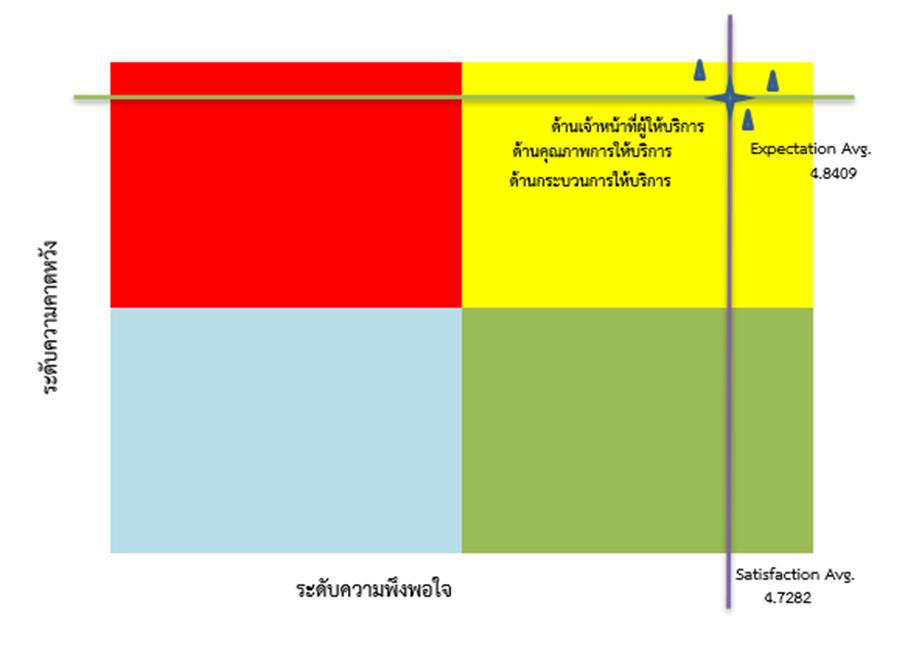 ด้านเจ้าหน้าที่ผู้ให้บริการ
ด้านคุณภาพการให้บริการ
ด้านกระบวนการให้บริการ
Expectation Avg.
4.8409
ระดับความคาดหวัง
ระดับความพึงพอใจ
Satisfaction Avg.
4.7282